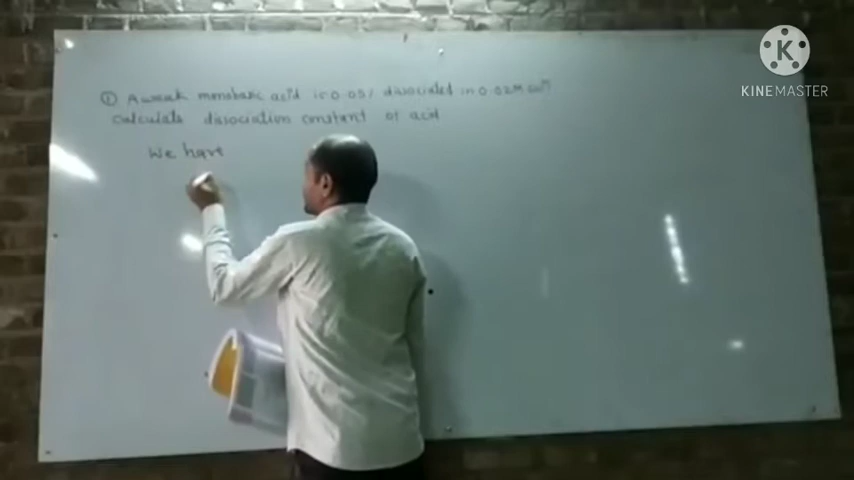 ① A weak monobasic acid is 0.05% dissociated in 0.02M sol^n
Calculate dissociation constant of acid
We have
K
KINEMASTER